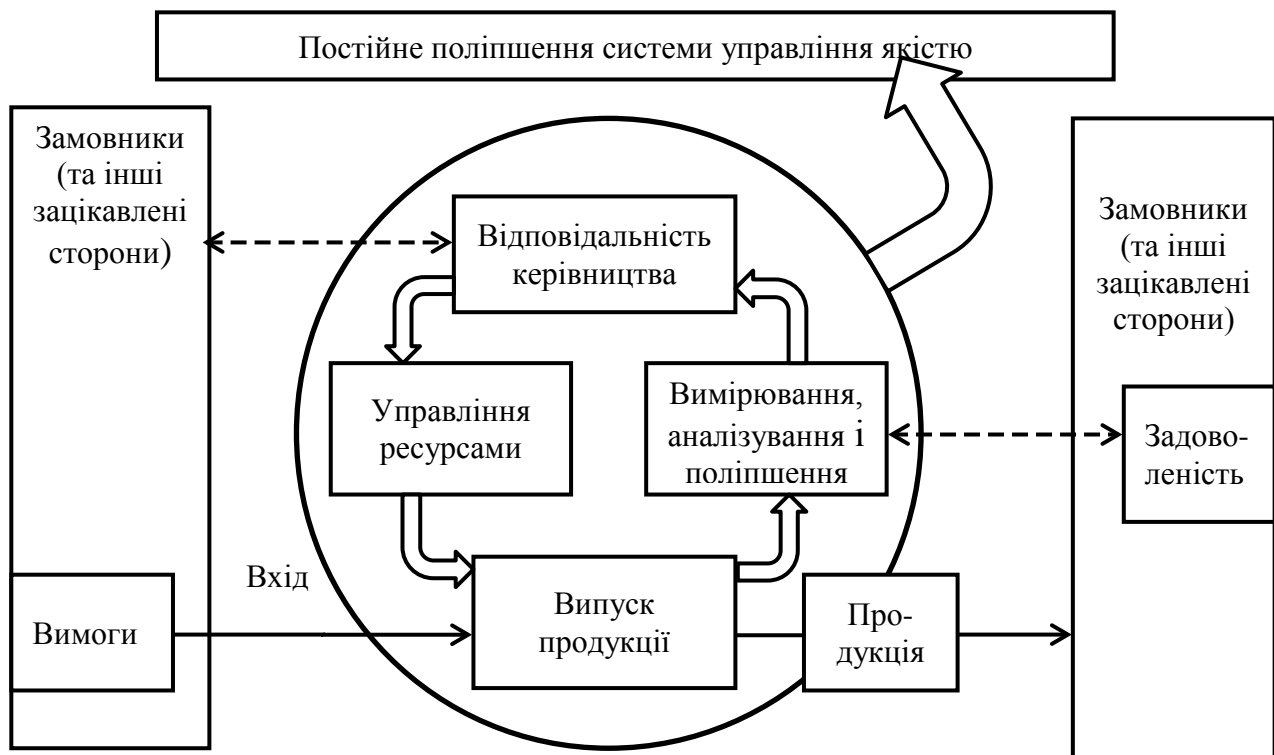 Постійне поліпшення системи управління якістю
Замовники
(та інші
зацікавлені
сторони)
Відповідальність
керівництва
Замовники
(та інші
зацікавлені
сторони)
Управління
ресурсами
Вимірювання,
аналізування і
поліпшення
Задово-
леність
Вхід
Вимоги
Випуск
продукції
Про-
дукція